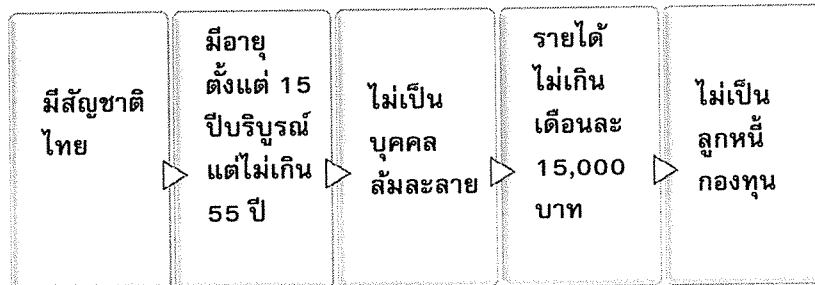 มีสัญชาติ
ไทย
มีอายุ
ตั้งแต่ 15
ปีบริบูรณ์
แต่ไม่เกิน
55 ปี
ไม่เป็น
บุคคล
ล้มละลาย
รายได้
ไม่เกิน
เดือนละ
15,000
บาท
ไม่เป็น
ลูกหนี้
กองทุน